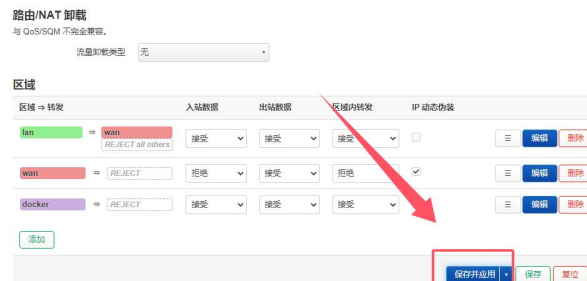 路由/NAT 卸载
与 QoS/SQM 不完全兼容。
流量卸载类型 无
区域
区域 ⇒ 转发 入站数据 出站数据 区域内转发 IP 动态伪装
lan ⇒ wan 接受 接受 接受 ☰ 编辑 删除
REJECT all others
wan ⇒ REJECT 拒绝 接受 拒绝 ☰ 编辑 删除
docker ⇒ REJECT 接受 接受 接受 ☰ 编辑 删除
添加
保存并应用 保存 复位